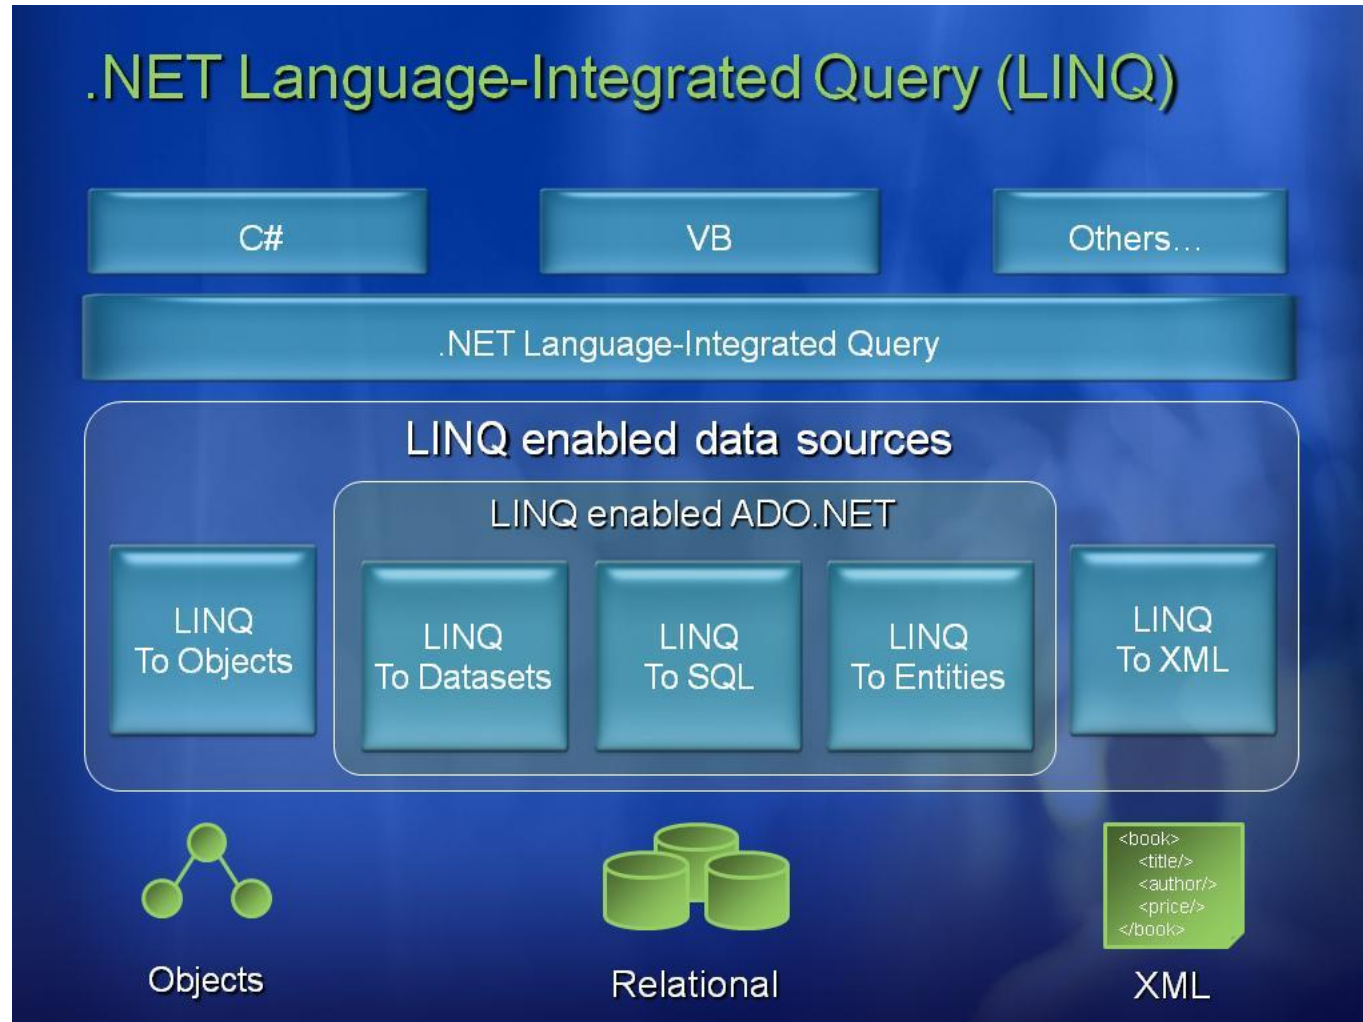 .NET Language-Integrated Query (LINQ)
C#
VB
Others...
.NET Language-Integrated Query
LINQ enabled data sources
LINQ enabled ADO.NET
LINQ
To Objects
LINQ
To Datasets
LINQ
To SQL
LINQ
To Entities
LINQ
To XML
<book>
<title/>
<author/>
<price/>
</book>
Objects
Relational
XML